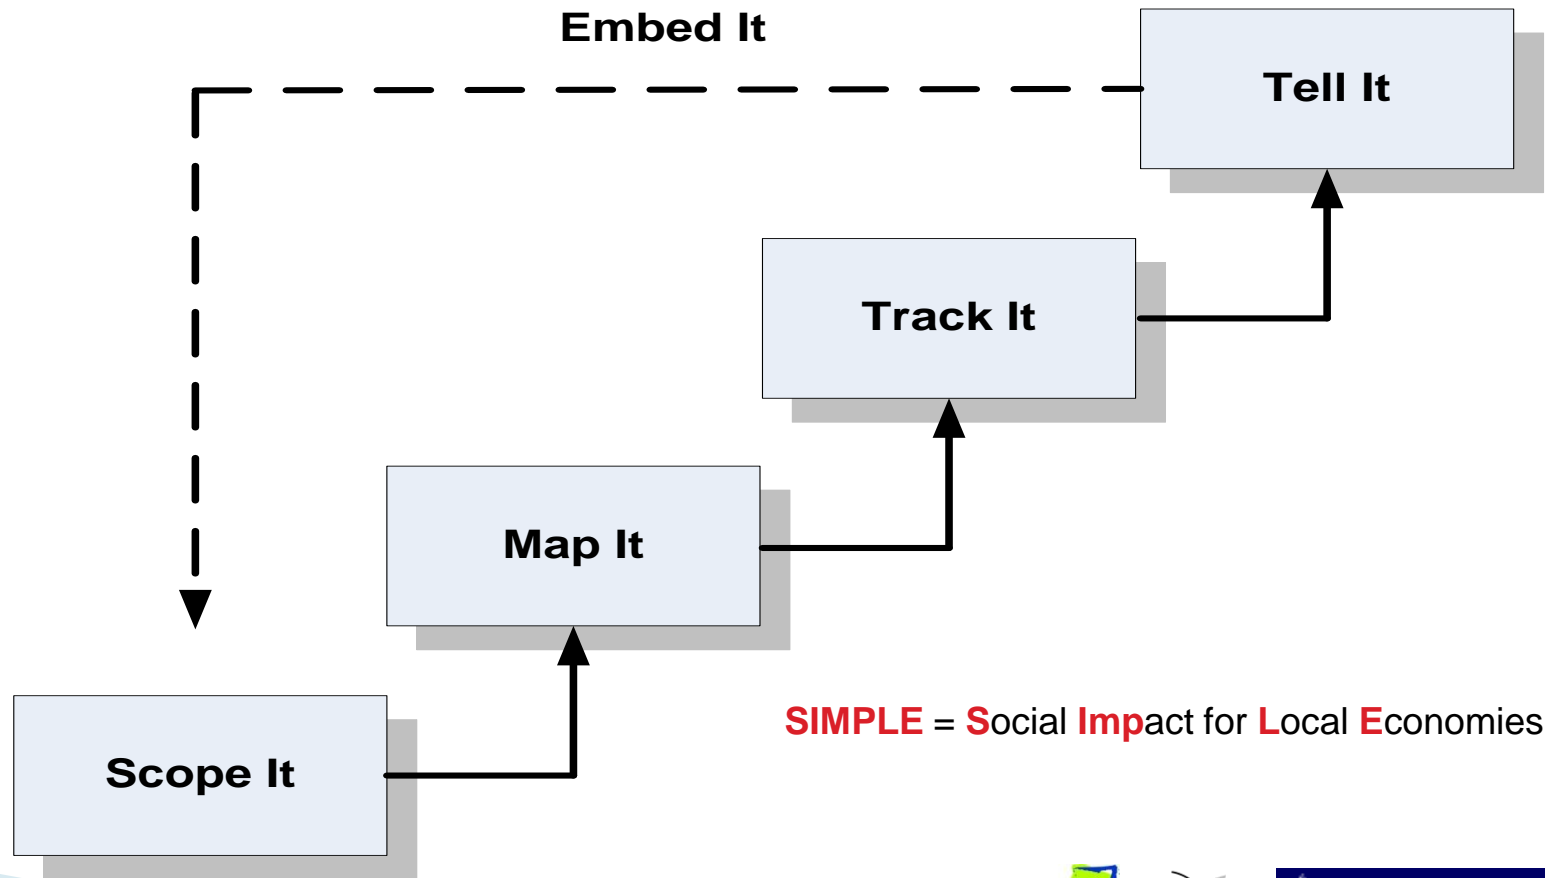 Embed It
Tell It
Track It
Map It
SIMPLE = Social Impact for Local Economies
Scope It